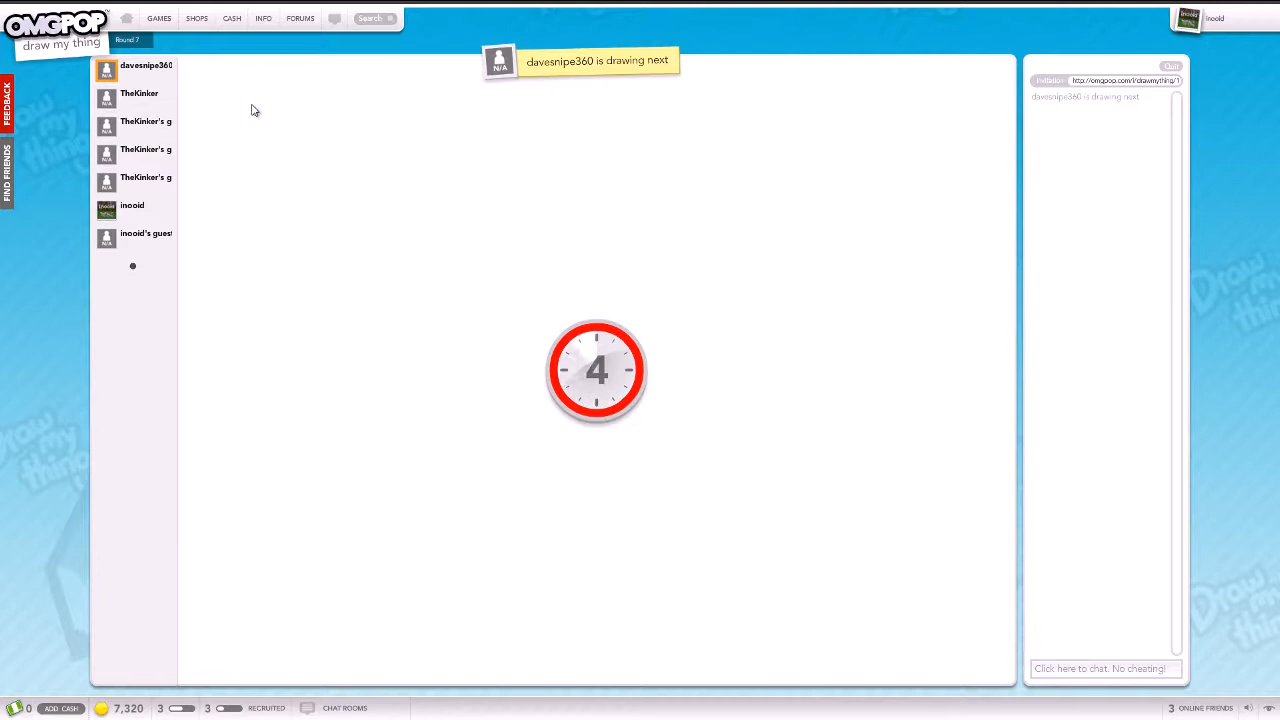 OMGPOP
GAMES SHOPS CASH INFO FORUMS Search
inooid
draw my thing
Round 7
FEEDBACK
FIND FRIENDS
N/A davesnipe360
N/A TheKinker
N/A TheKinker's g
N/A TheKinker's g
N/A TheKinker's g
inooid
N/A inooid's guest
N/A davesnipe360 is drawing next
4
Quit
Invitation http://omgpop.com/i/drawmything/1
davesnipe360 is drawing next
Click here to chat. No cheating!
0 ADD CASH 7,320 3 3 RECRUITED CHAT ROOMS
3 ONLINE FRIENDS